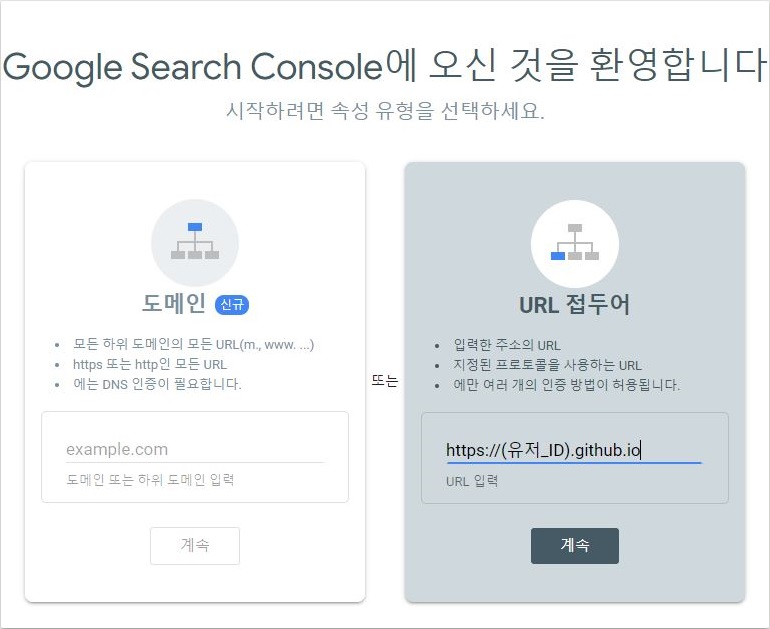 Google Search Console에 오신 것을 환영합니다
시작하려면 속성 유형을 선택하세요.
도메인 신규
모든 하위 도메인의 모든 URL(m., www. ...)
https 또는 http인 모든 URL
에는 DNS 인증이 필요합니다.
example.com
도메인 또는 하위 도메인 입력
계속
또는
URL 접두어
입력한 주소의 URL
지정된 프로토콜을 사용하는 URL
에만 여러 개의 인증 방법이 허용됩니다.
https://(유저_ID).github.io
URL 입력
계속